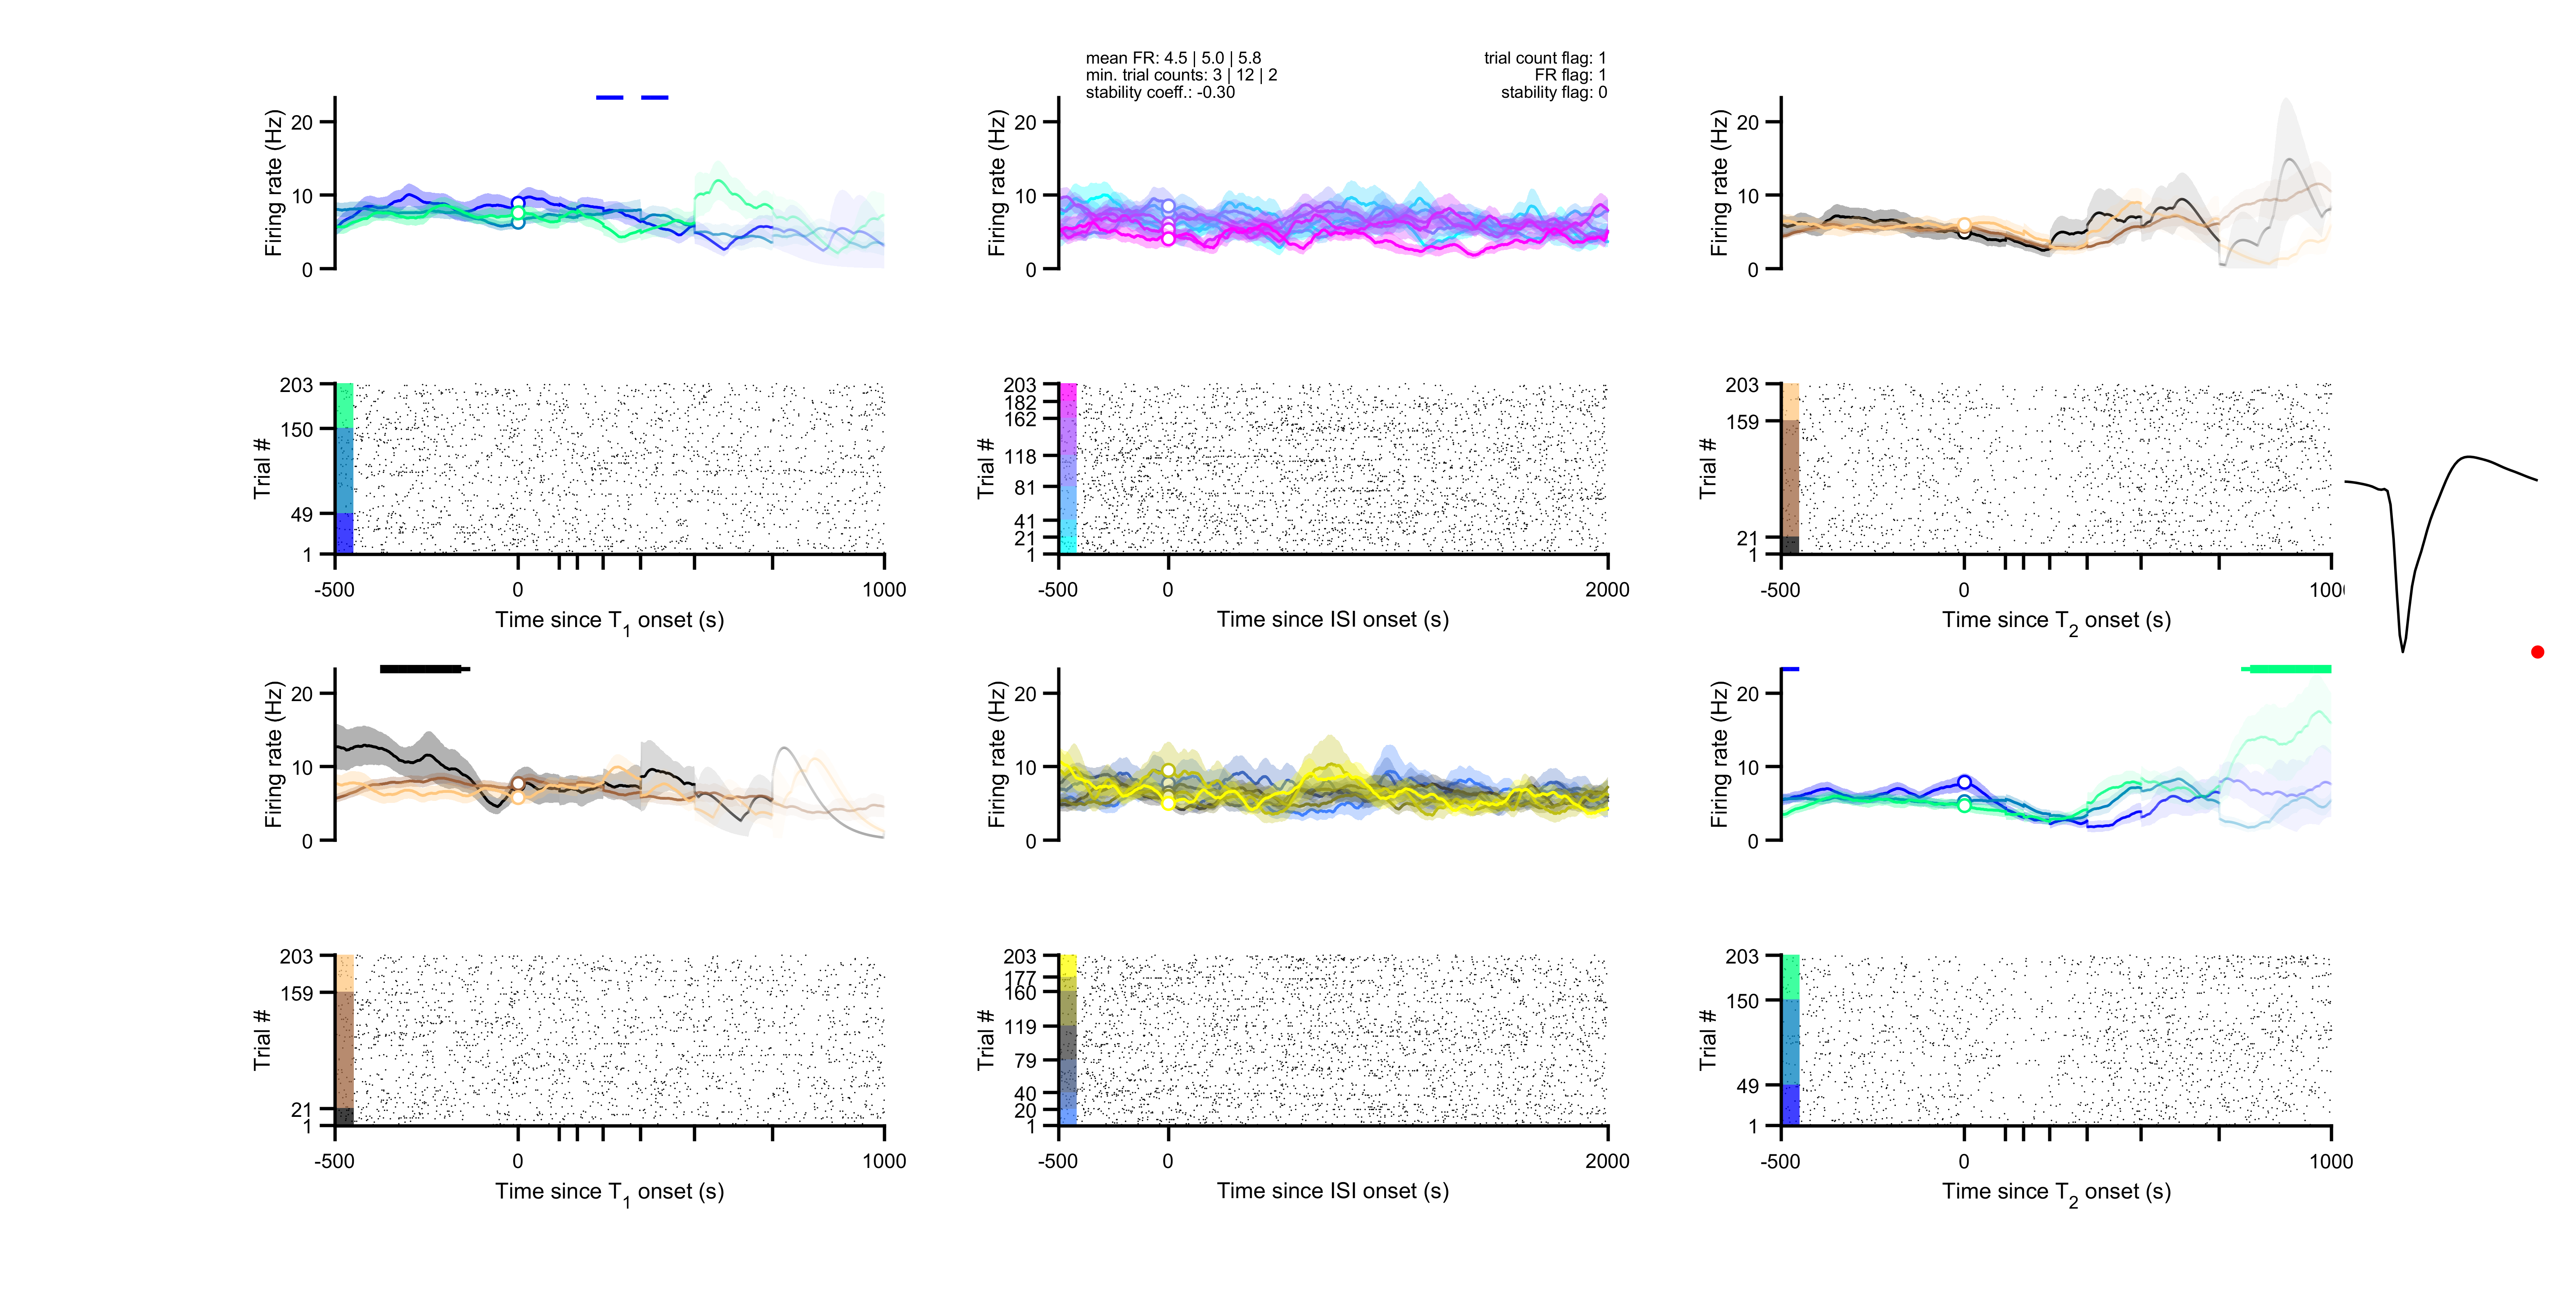 mean FR: 4.5 | 5.0 | 5.8
min. trial counts: 3 | 12 | 2
stability coeff.: -0.30
trial count flag: 1
FR flag: 1
stability flag: 0
Firing rate (Hz)
20
10
0
Firing rate (Hz)
20
10
0
Firing rate (Hz)
20
10
0
Trial #
203
150
49
1
-500
0
1000
Time since T1 onset (s)
Trial #
203
182
162
118
81
41
21
1
-500
0
2000
Time since ISI onset (s)
Trial #
203
159
21
1
-500
0
1000
Time since T2 onset (s)
Firing rate (Hz)
20
10
0
Firing rate (Hz)
20
10
0
Firing rate (Hz)
20
10
0
Trial #
203
159
21
1
-500
0
1000
Time since T1 onset (s)
Trial #
203
177
160
119
79
40
20
1
-500
0
2000
Time since ISI onset (s)
Trial #
203
150
49
1
-500
0
1000
Time since T2 onset (s)